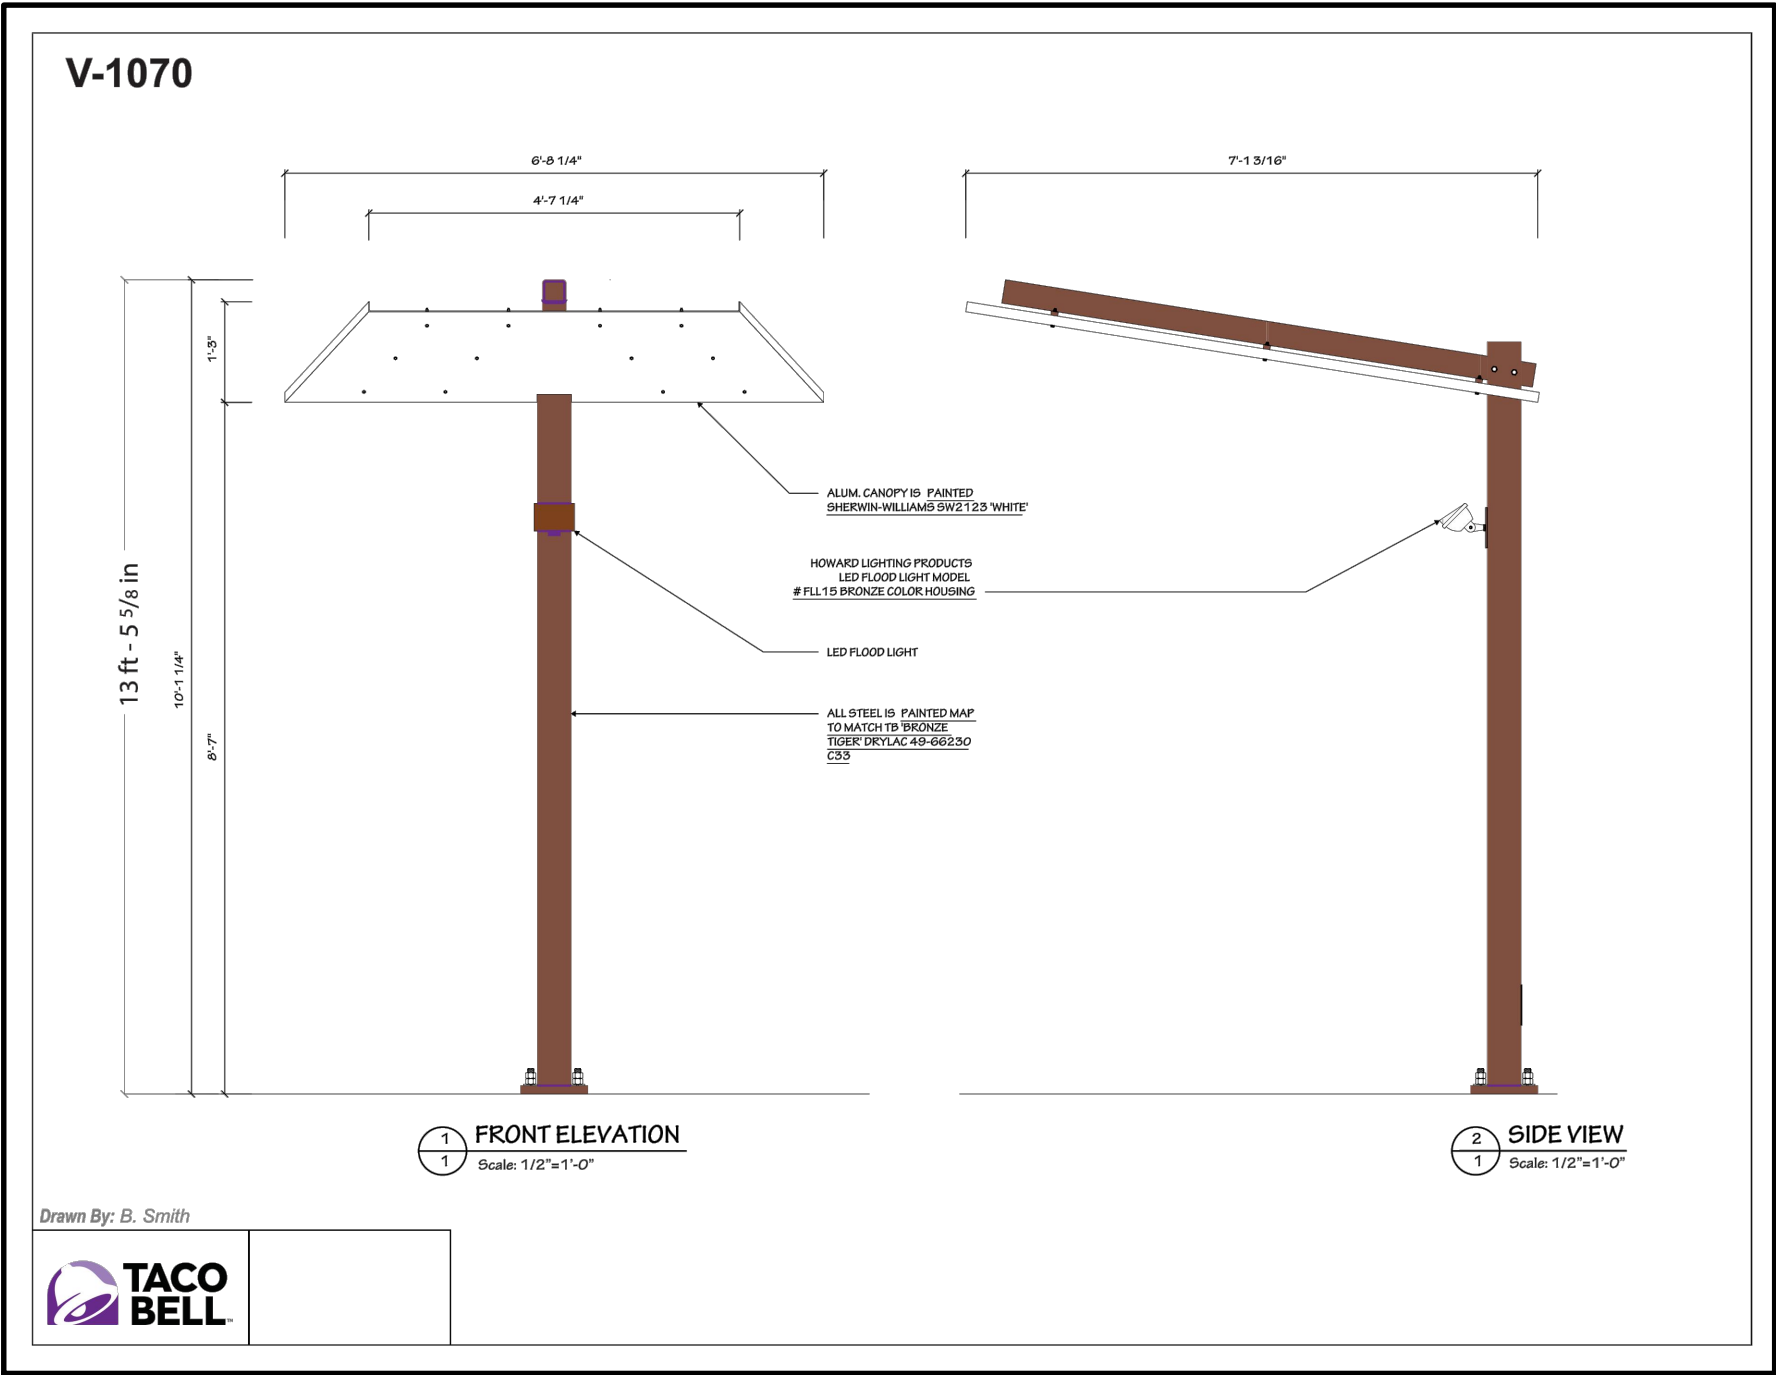 V-1070
6'-8 1/4"
7'-1 3/16"
4'-7 1/4"
1'-3"
ALUM. CANOPY IS PAINTED
SHERWIN-WILLIAMS SW2123 'WHITE'
HOWARD LIGHTING PRODUCTS
LED FLOOD LIGHT MODEL
# FLL15 BRONZE COLOR HOUSING
13 ft - 5 5/8 in
10'-1 1/4"
8'-7"
LED FLOOD LIGHT
ALL STEEL IS PAINTED MAP
TO MATCH TB 'BRONZE
TIGER' DRYLAC 49-66230
C33
1
1
FRONT ELEVATION
Scale: 1/2"=1'-0"
2
1
SIDE VIEW
Scale: 1/2"=1'-0"
Drawn By: B. Smith
TACO
BELL™